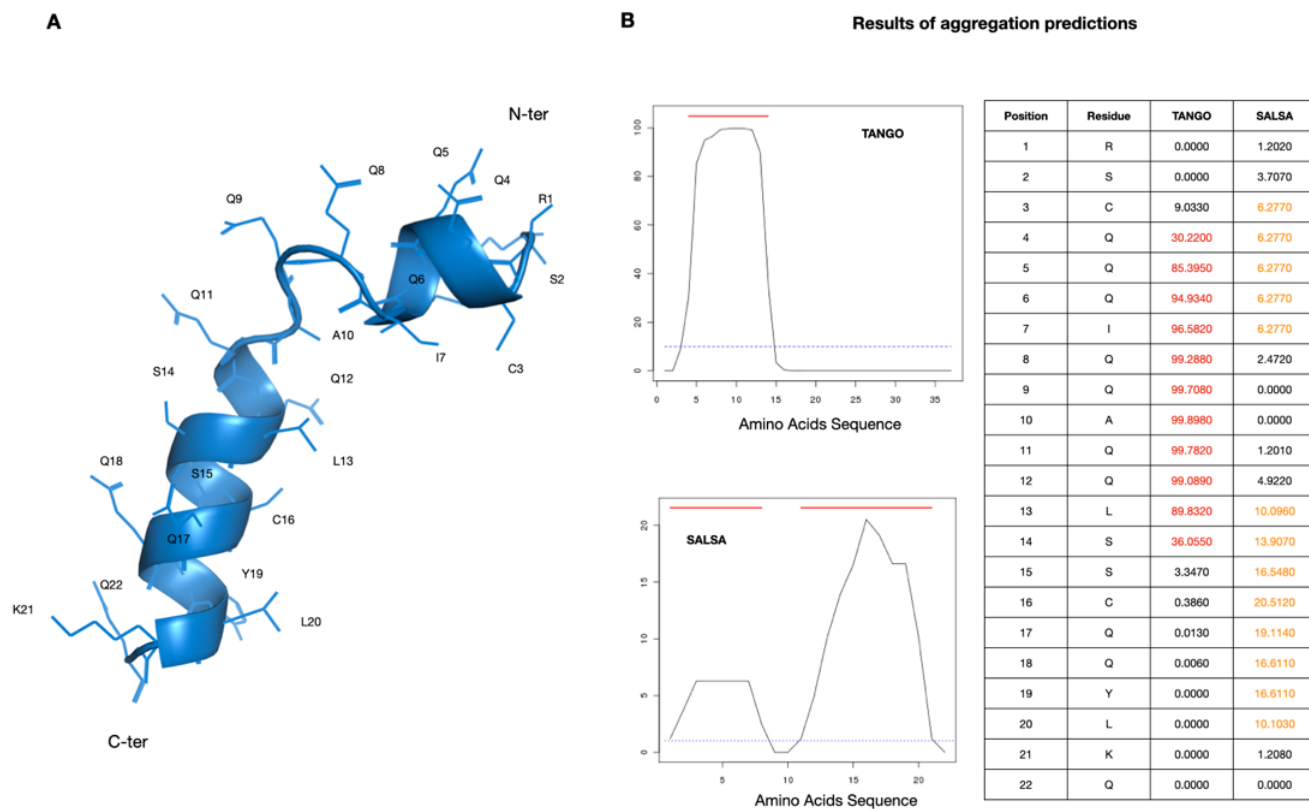 A
N-ter
Q5
Q8
Q4
Q9
R1
S2
Q6
Q11
A10
I7
C3
S14
Q12
L13
Q18
S15
C16
Q17
Y19
Q22
K21
L20
C-ter
B
Results of aggregation predictions
TANGO
100
80
60
40
20
0
0 5 10 15 20 25 30 35
Amino Acids Sequence
SALSA
20
15
10
5
0
5 10 15 20
Amino Acids Sequence
Position Residue TANGO SALSA
1 R 0.0000 1.2020
2 S 0.0000 3.7070
3 C 9.0330 6.2770
4 Q 30.2200 6.2770
5 Q 85.3950 6.2770
6 Q 94.9340 6.2770
7 I 96.5820 6.2770
8 Q 99.2880 2.4720
9 Q 99.7080 0.0000
10 A 99.8980 0.0000
11 Q 99.7820 1.2010
12 Q 99.0890 4.9220
13 L 89.8320 10.0960
14 S 36.0550 13.9070
15 S 3.3470 16.5480
16 C 0.3860 20.5120
17 Q 0.0130 19.1140
18 Q 0.0060 16.6110
19 Y 0.0000 16.6110
20 L 0.0000 10.1030
21 K 0.0000 1.2080
22 Q 0.0000 0.0000